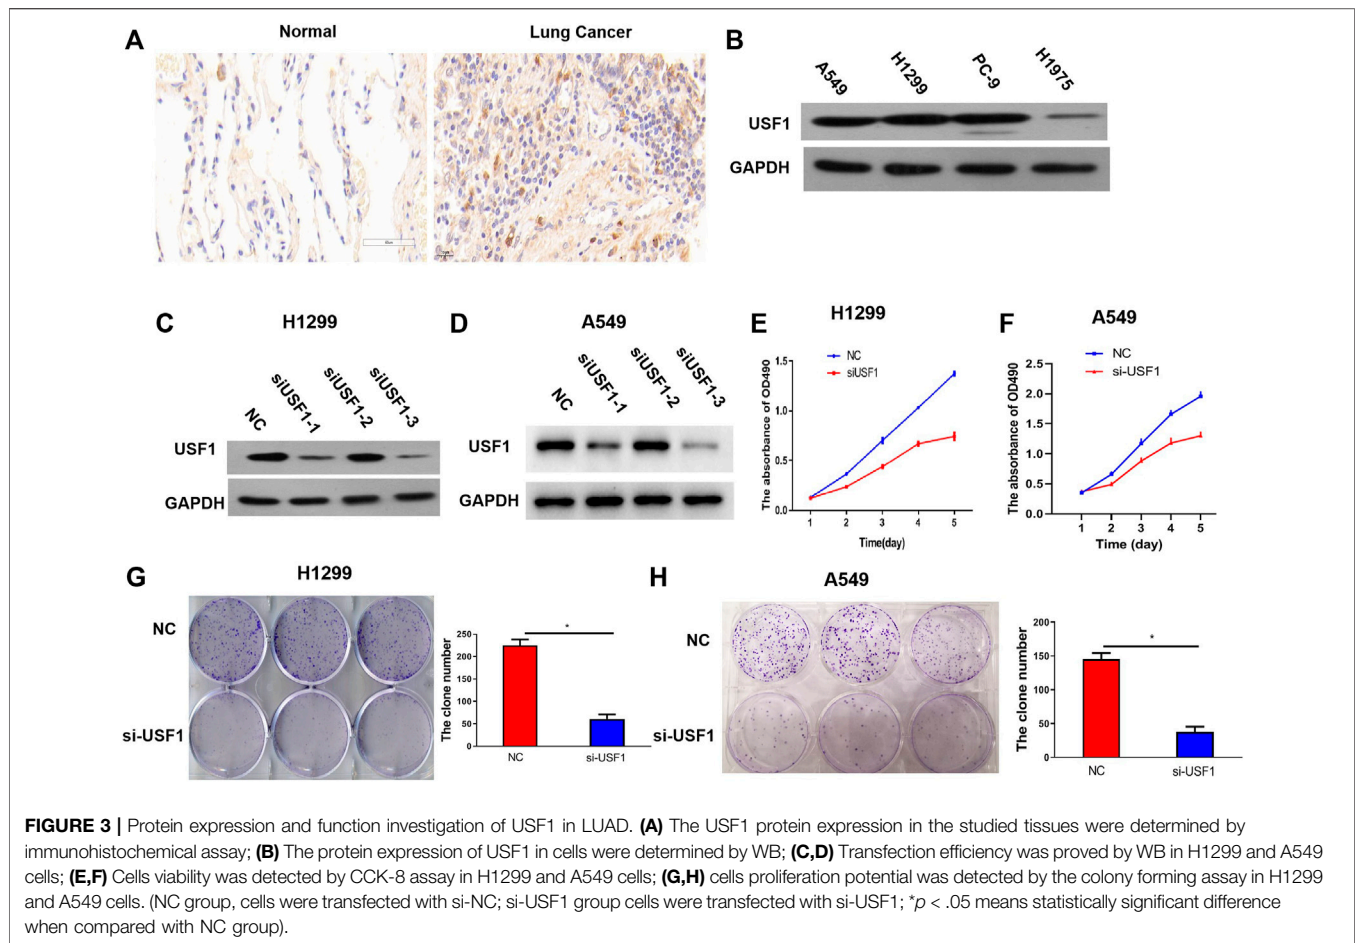 A
Normal
Lung Cancer
B
A549
H1299
PC-9
H1975
USF1
GAPDH
C
H1299
NC
siUSF1-1
siUSF1-2
siUSF1-3
USF1
GAPDH
D
A549
NC
siUSF1-1
siUSF1-2
siUSF1-3
USF1
GAPDH
E
H1299
NC
siUSF1
The absorbance of OD490
1.5
1.0
0.5
0.0
1 2 3 4 5
Time(day)
F
A549
NC
si-USF1
The absorbance of OD490
2.5
2.0
1.5
1.0
0.5
0.0
1 2 3 4 5
Time (day)
G
H1299
NC
si-USF1
The clone number
250
200
150
100
50
0
*
NC si-USF1
H
A549
NC
si-USF1
The clone number
200
150
100
50
0
*
NC si-USF1
FIGURE 3 | Protein expression and function investigation of USF1 in LUAD. (A) The USF1 protein expression in the studied tissues were determined by
immunohistochemical assay; (B) The protein expression of USF1 in cells were determined by WB; (C,D) Transfection efficiency was proved by WB in H1299 and A549
cells; (E,F) Cells viability was detected by CCK-8 assay in H1299 and A549 cells; (G,H) cells proliferation potential was detected by the colony forming assay in H1299
and A549 cells. (NC group, cells were transfected with si-NC; si-USF1 group cells were transfected with si-USF1; *p < .05 means statistically significant difference
when compared with NC group).